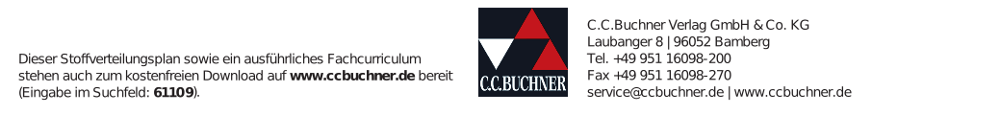 Dieser Stoffverteilungsplan sowie ein ausführliches Fachcurriculum
stehen auch zum kostenfreien Download auf www.ccbuchner.de bereit
(Eingabe im Suchfeld: 61109).
C.C.BUCHNER
C.C.Buchner Verlag GmbH & Co. KG
Laubanger 8 | 96052 Bamberg
Tel. +49 951 16098-200
Fax +49 951 16098-270
service@ccbuchner.de | www.ccbuchner.de